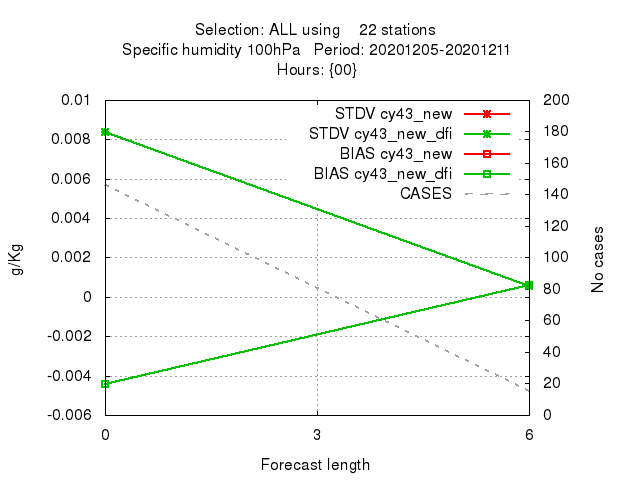 Selection: ALL using    22 stations
Specific humidity 100hPa   Period: 20201205-20201211
Hours: {00}
0.01
0.008
0.006
0.004
0.002
0
-0.002
-0.004
-0.006
g/Kg
STDV cy43_new
STDV cy43_new_dfi
BIAS cy43_new
BIAS cy43_new_dfi
CASES
200
180
160
140
120
100
80
60
40
20
0
No cases
0
3
6
Forecast length